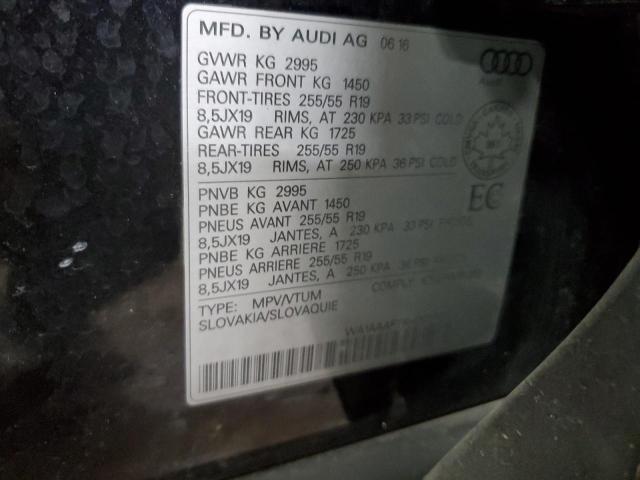 MFD. BY AUDI AG 06 16
GVWR KG 2995
GAWR FRONT KG 1450
FRONT-TIRES 255/55 R19
8,5JX19 RIMS, AT 230 KPA 33 PSI COLD
GAWR REAR KG 1725
REAR-TIRES 255/55 R19
8,5JX19 RIMS, AT 250 KPA 36 PSI COLD
Audi
EC
PNVB KG 2995
PNBE KG AVANT 1450
PNEUS AVANT 255/55 R19
8,5JX19 JANTES, A 230 KPA 33 PSI
PNBE KG ARRIERE 1725
PNEUS ARRIERE 255/55 R19
8,5JX19 JANTES, A 250 KPA 36 PSI
TYPE: MPV/VTUM
SLOVAKIA/SLOVAQUIE